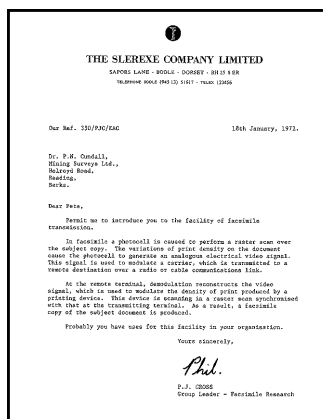 THE SLEREXE COMPANY LIMITED
SAPORS LANE - BOOLE - DORSET - BH 25 8 ER
TELEPHONE BOOLE (945 13) 51617 - TELEX 123456
Our Ref. 350/PJC/EAC 18th January, 1972.
Dr. P.N. Cundall,
Mining Surveys Ltd.,
Holroyd Road,
Reading,
Berks.
Dear Pete,
Permit me to introduce you to the facility of facsimile
transmission.
In facsimile a photocell is caused to perform a raster scan over
the subject copy. The variations of print density on the document
cause the photocell to generate an analogous electrical video signal.
This signal is used to modulate a carrier, which is transmitted to a
remote destination over a radio or cable communications link.
At the remote terminal, demodulation reconstructs the video
signal, which is used to modulate the density of print produced by a
printing device. This device is scanning in a raster scan synchronised
with that at the transmitting terminal. As a result, a facsimile
copy of the subject document is produced.
Probably you have uses for this facility in your organisation.
Yours sincerely,
Phil.
P.J. CROSS
Group Leader - Facsimile Research